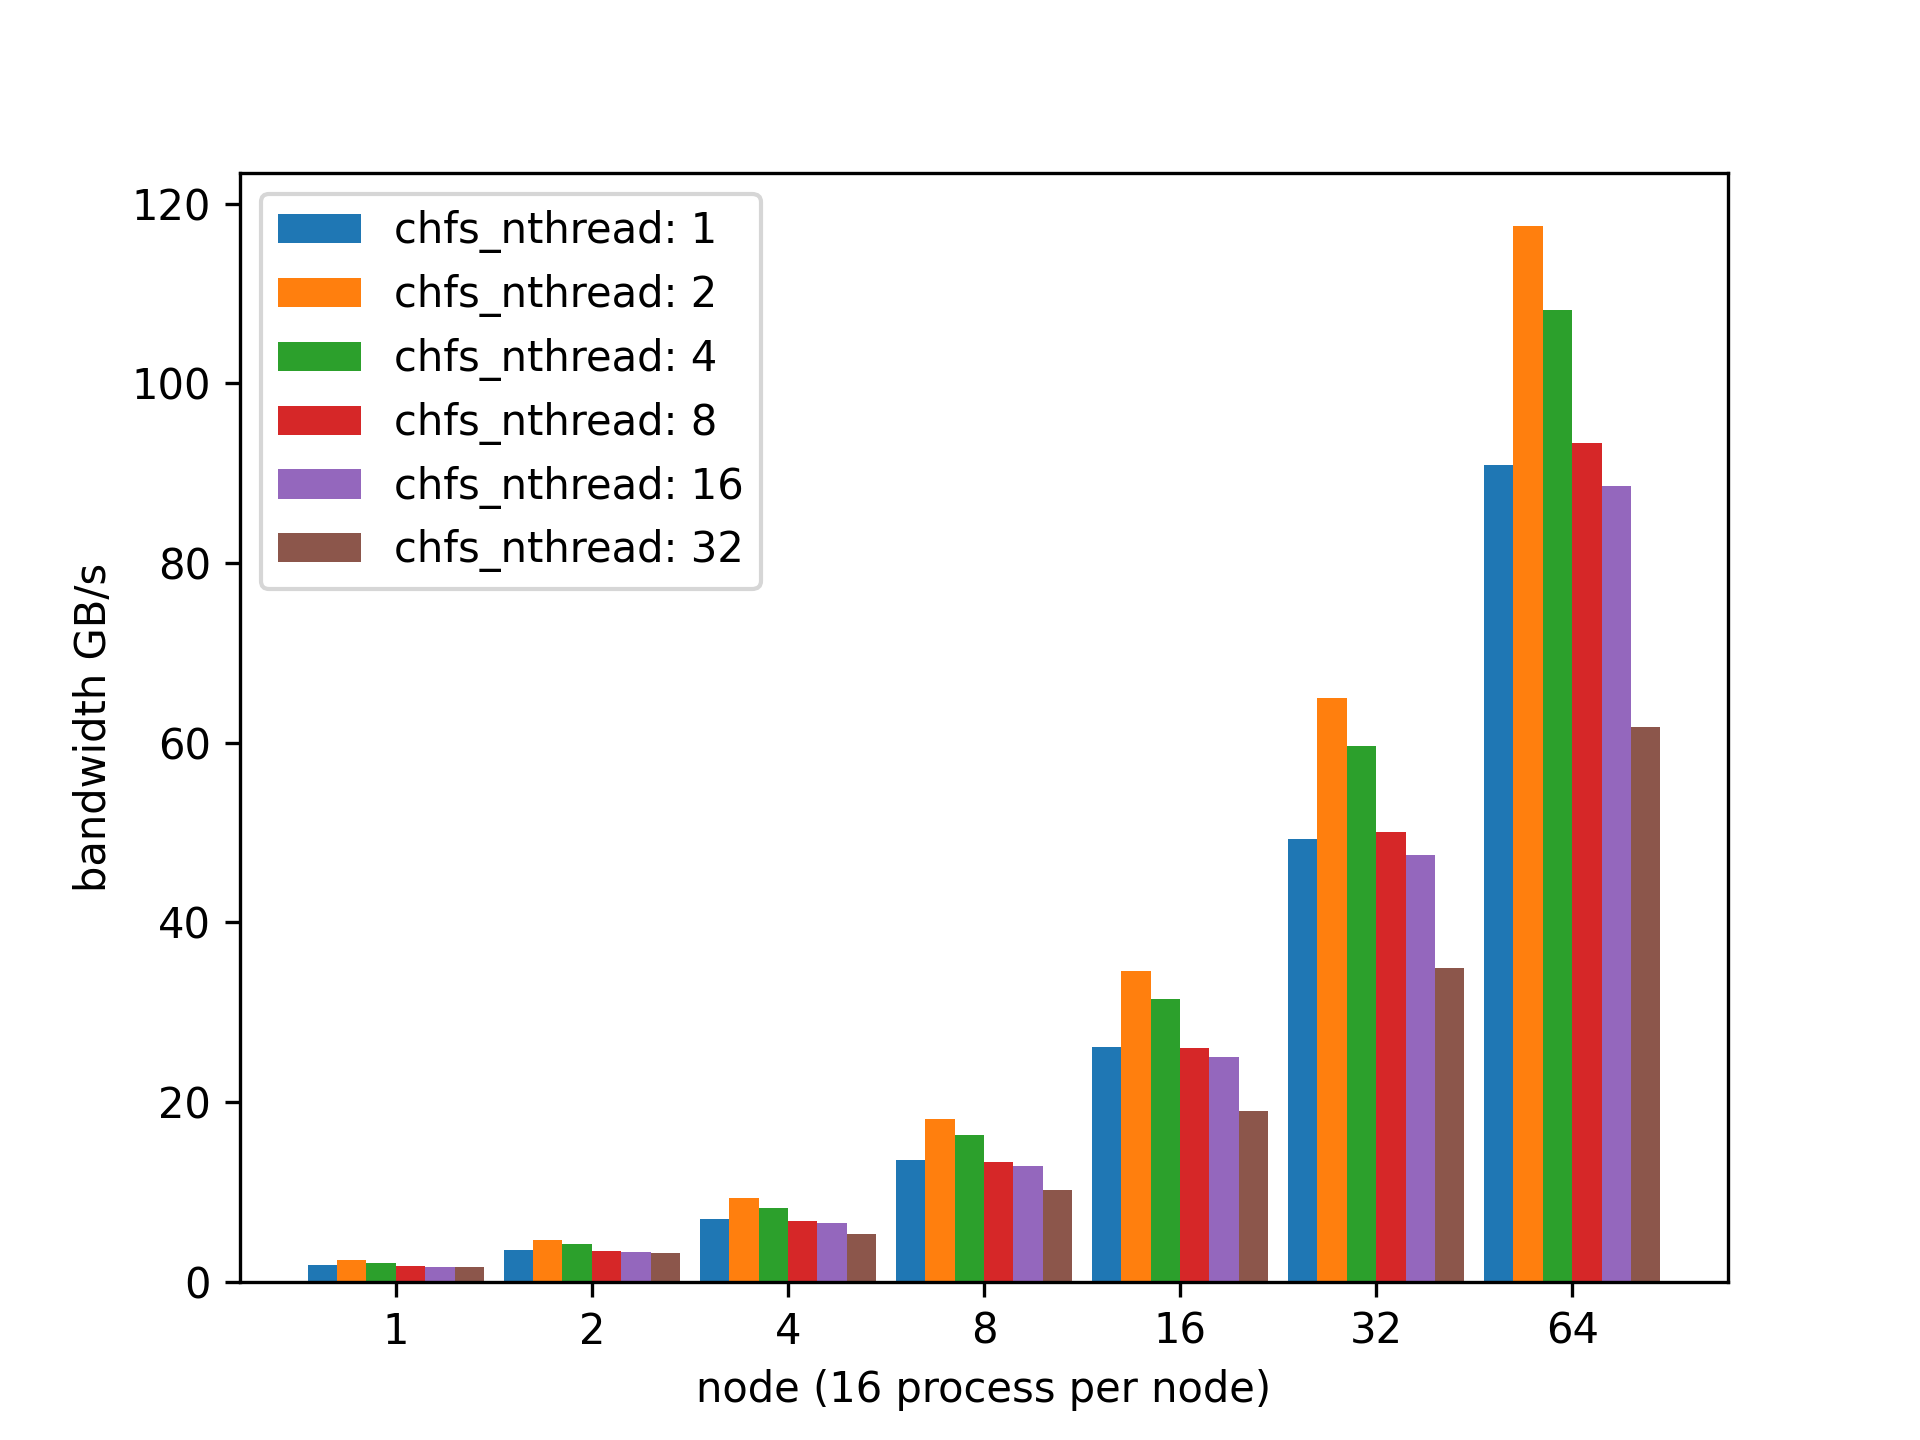 120
100
80
60
40
20
0
bandwidth GB/s
chfs_nthread: 1
chfs_nthread: 2
chfs_nthread: 4
chfs_nthread: 8
chfs_nthread: 16
chfs_nthread: 32
1 2 4 8 16 32 64
node (16 process per node)